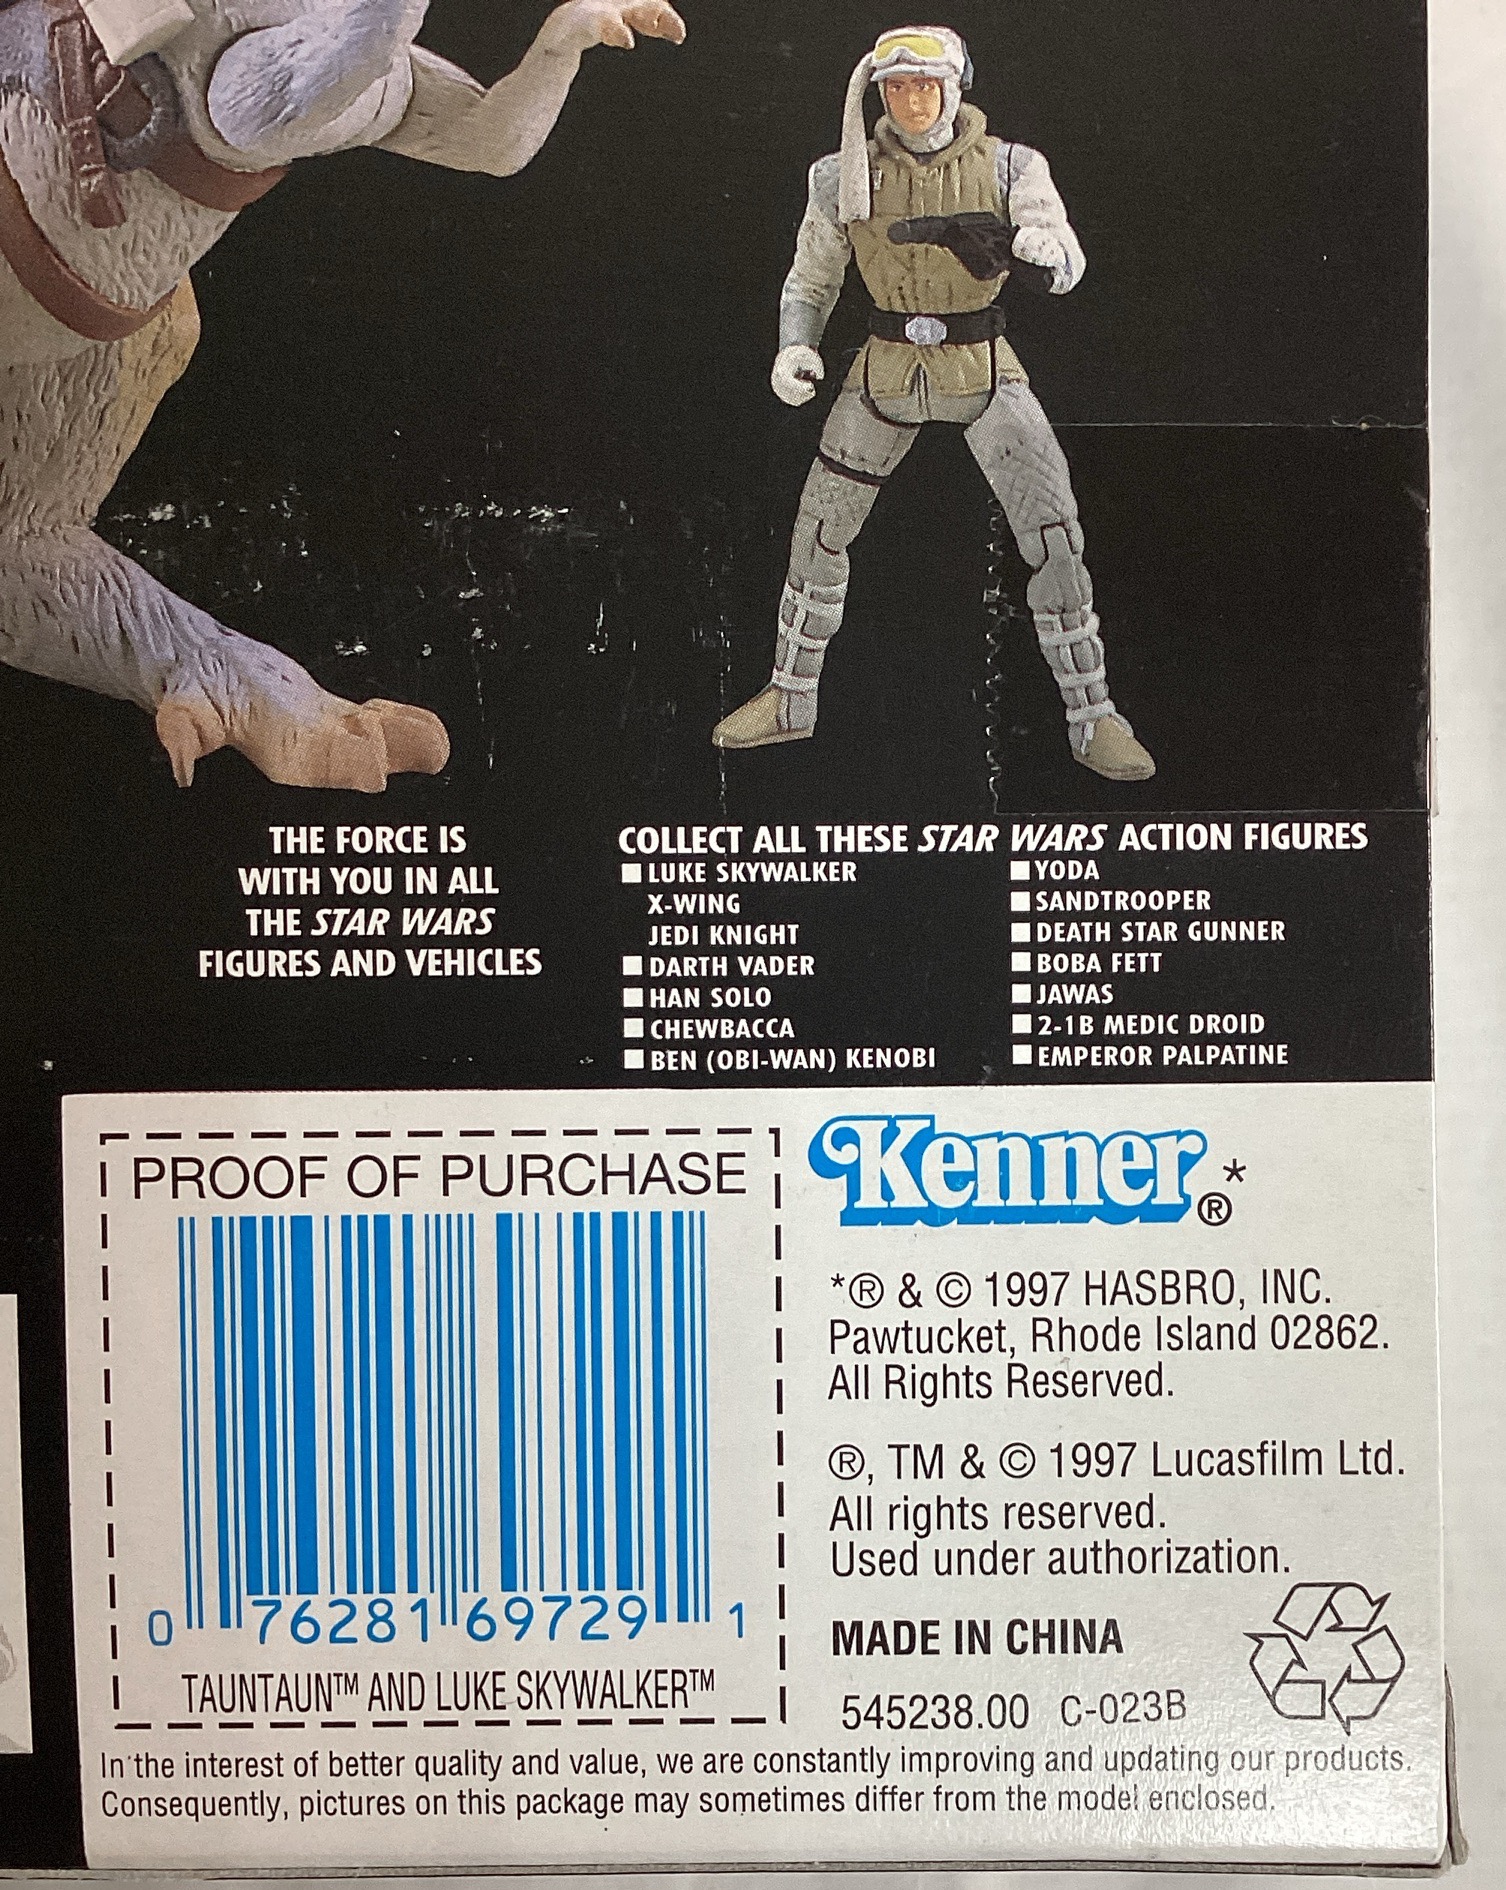 THE FORCE IS
WITH YOU IN ALL
THE STAR WARS
FIGURES AND VEHICLES
COLLECT ALL THESE STAR WARS ACTION FIGURES
■ LUKE SKYWALKER
X-WING
JEDI KNIGHT
■ DARTH VADER
■ HAN SOLO
■ CHEWBACCA
■ BEN (OBI-WAN) KENOBI
■ YODA
■ SANDTROOPER
■ DEATH STAR GUNNER
■ BOBA FETT
■ JAWAS
■ 2-1B MEDIC DROID
■ EMPEROR PALPATINE
PROOF OF PURCHASE
0 76281 69729 1
TAUNTAUN™ AND LUKE SKYWALKER™
Kenner®*
*® & © 1997 HASBRO, INC.
Pawtucket, Rhode Island 02862.
All Rights Reserved.
®, TM & © 1997 Lucasfilm Ltd.
All rights reserved.
Used under authorization.
MADE IN CHINA
545238.00 C-023B
In the interest of better quality and value, we are constantly improving and updating our products.
Consequently, pictures on this package may sometimes differ from the model enclosed.